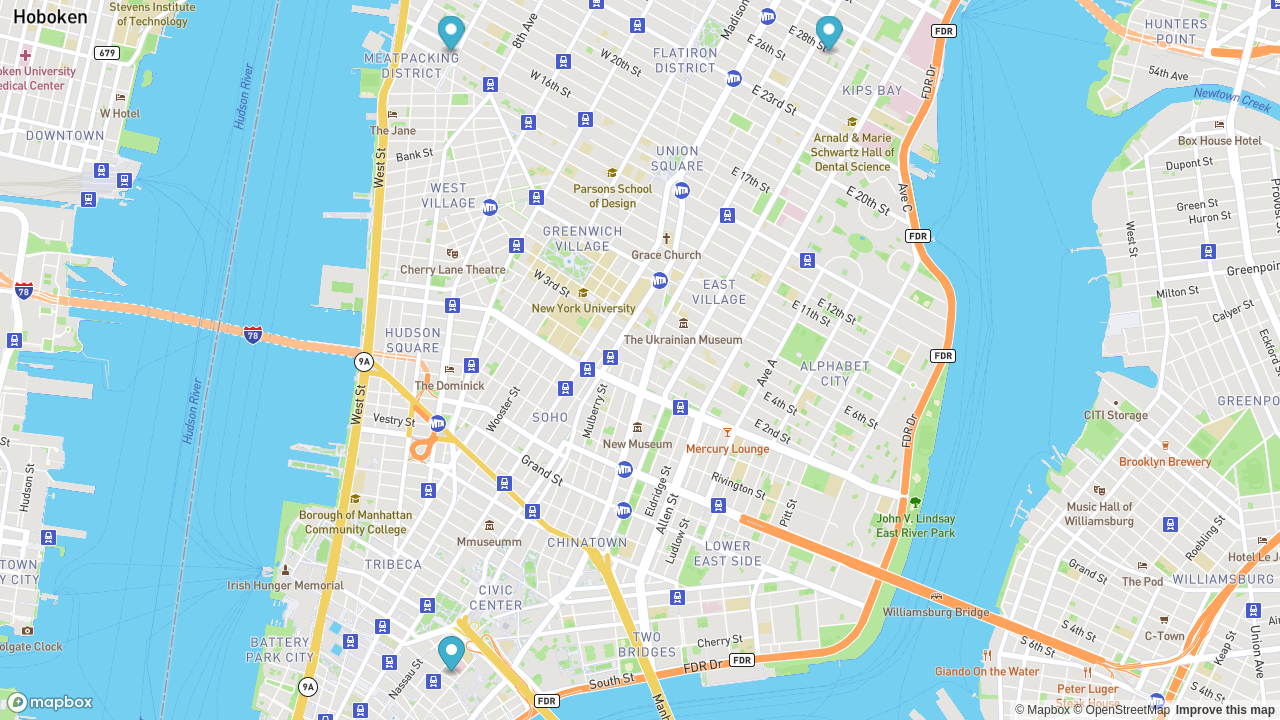 Hoboken
Stevens Institute
of Technology
679
oken University
edical Center
W Hotel
DOWNTOWN
Hudson River
8th Ave
Madison
MEATPACKING
DISTRICT
FLATIRON
DISTRICT
E 28th St
E 26th St
W 20th St
W 16th St
E 23rd St
KIPS BAY
FDR
FDR Dr
HUNTERS
POINT
54th Ave
Newtown Creek
The Jane
Bank St
West St
UNION
SQUARE
Arnald & Marie
Schwartz Hall of
Dental Science
Box House Hotel
Dupont St
Green St
Huron St
Provost St
West St
WEST
VILLAGE
Parsons School
of Design
E 17th St
E 20th St
Ave C
FDR
GREENWICH
VILLAGE
Grace Church
Cherry Lane Theatre
W 3rd St
New York University
EAST
VILLAGE
E 12th St
E 11th St
Greenpoint
Milton St
Calyer St
78
78
HUDSON
SQUARE
9A
The Ukrainian Museum
ALPHABET
CITY
Ave A
FDR
The Dominick
Hudson River
West St
Vestry St
Wooster St
SOHO
Mulberry St
E 4th St
E 6th St
E 2nd St
FDR Dr
CITI Storage
GREENPO
New Museum
Mercury Lounge
Brooklyn Brewery
Hudson St
Grand St
Eldridge St
Rivington St
Allen St
Pitt St
Ludlow St
Borough of Manhattan
Community College
Mmuseumm
CHINATOWN
John V. Lindsay
East River Park
Music Hall of
Williamsburg
Roebling St
LOWER
EAST SIDE
Hotel Le J
TOWN
Y CITY
TRIBECA
Irish Hunger Memorial
CIVIC
CENTER
Grand St
The Pod
WILLIAMSBURG
Williamsburg Bridge
olgate Clock
BATTERY
PARK CITY
TWO
BRIDGES
Cherry St
FDR Dr
FDR
South St
S 4th St
S 6th St
C-Town
Keap St
Union Ave
Nassau St
9A
FDR
Giando On the Water
Peter Luger
Steak House
S 4th St
mapbox
© Mapbox © OpenStreetMap Improve this map